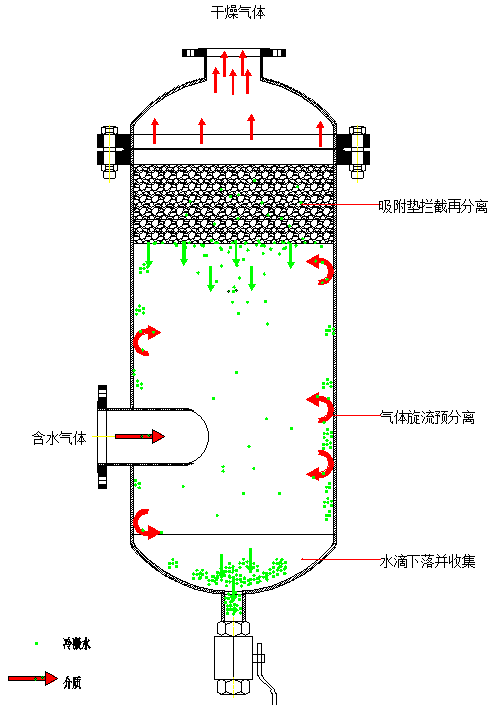 干燥气体
吸附垫拦截再分离
气体旋流预分离
含水气体
水滴下落并收集
冷凝水
介质